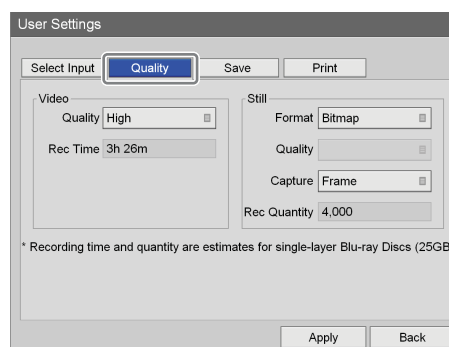 User Settings
Select Input Quality Save Print
Video
Quality High
Rec Time 3h 26m
Still
Format Bitmap
Quality
Capture Frame
Rec Quantity 4,000
* Recording time and quantity are estimates for single-layer Blu-ray Discs (25GB
Apply Back